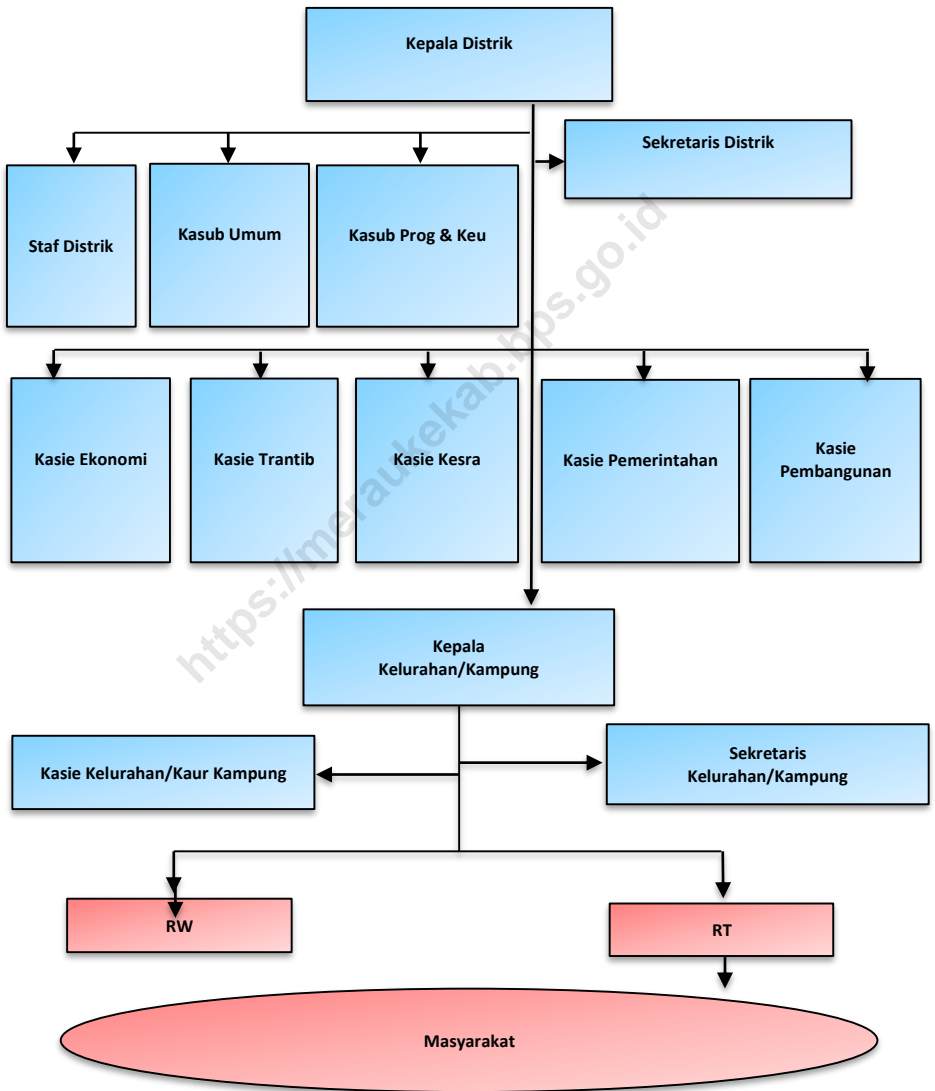 Kepala Distrik
Sekretaris Distrik
Staf Distrik
Kasub Umum
Kasub Prog & Keu
Kasie Ekonomi
Kasie Trantib
Kasie Kesra
Kasie Pemerintahan
Kasie
Pembangunan
https://meraukekab.bps.go.id
Kepala
Kelurahan/Kampung
Kasie Kelurahan/Kaur Kampung
Sekretaris
Kelurahan/Kampung
RW
RT
Masyarakat